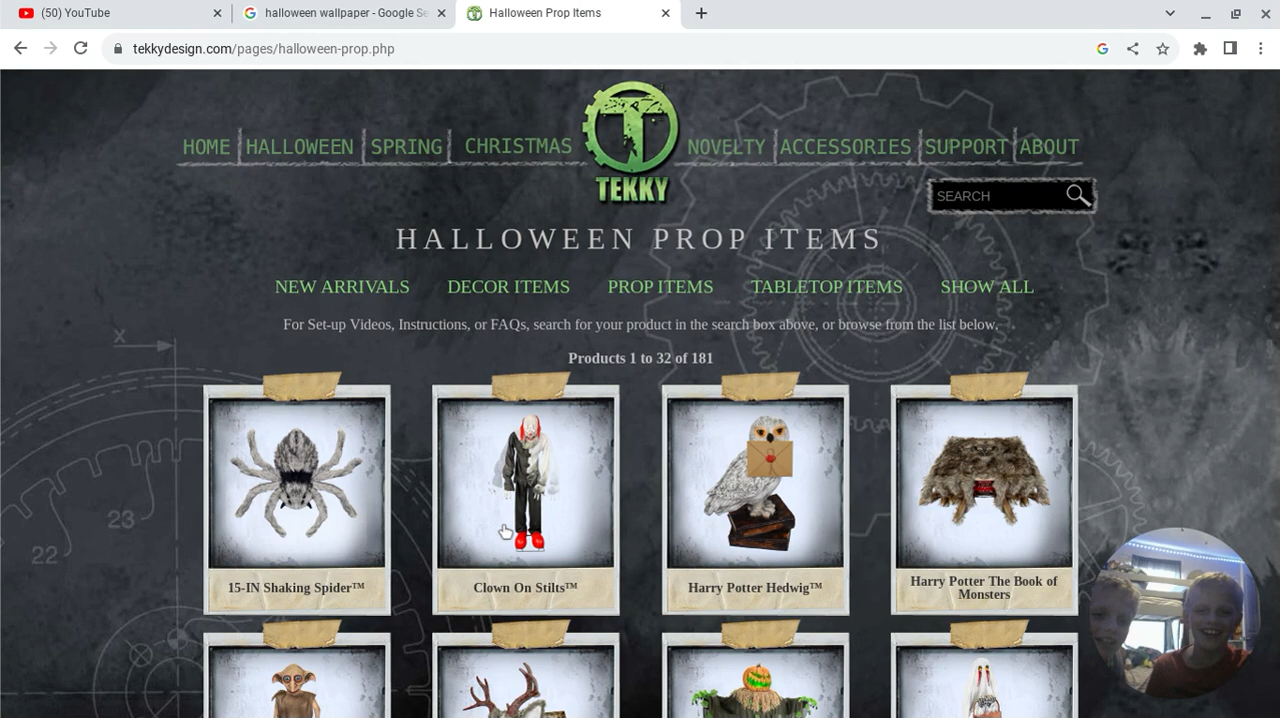 (50) YouTube
halloween wallpaper - Google Se
Halloween Prop Items
tekkydesign.com/pages/halloween-prop.php
HOME HALLOWEEN SPRING CHRISTMAS NOVELTY ACCESSORIES SUPPORT ABOUT
TEKKY
SEARCH
HALLOWEEN PROP ITEMS
NEW ARRIVALS DECOR ITEMS PROP ITEMS TABLETOP ITEMS SHOW ALL
For Set-up Videos, Instructions, or FAQs, search for your product in the search box above, or browse from the list below.
Products 1 to 32 of 181
X
23
22
15-IN Shaking Spider™
Clown On Stilts™
Harry Potter Hedwig™
Harry Potter The Book of
Monsters